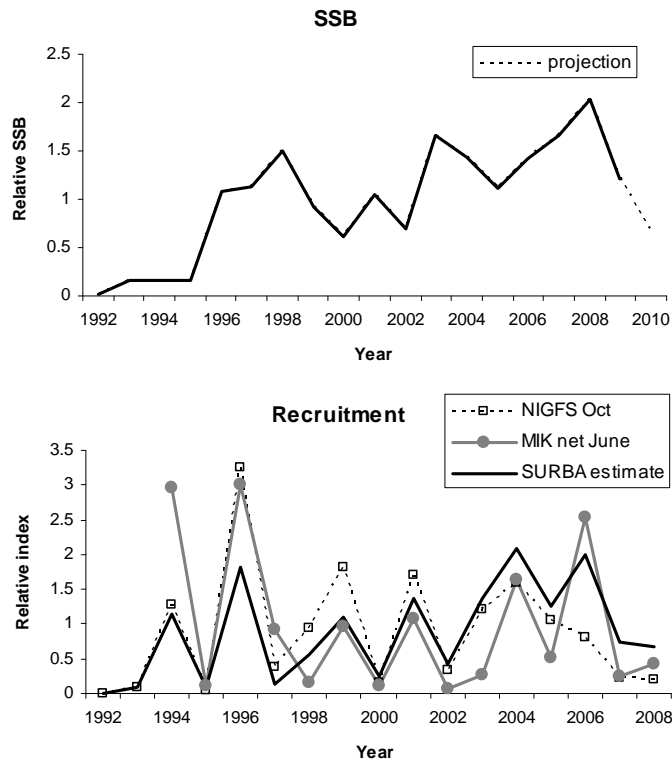 SSB
projection
2.5
2
1.5
1
0.5
0
Relative SSB
1992 1994 1996 1998 2000 2002 2004 2006 2008 2010
Year
Recruitment
NIGFS Oct
MIK net June
SURBA estimate
3.5
3
2.5
2
1.5
1
0.5
0
Relative index
1992 1994 1996 1998 2000 2002 2004 2006 2008
Year